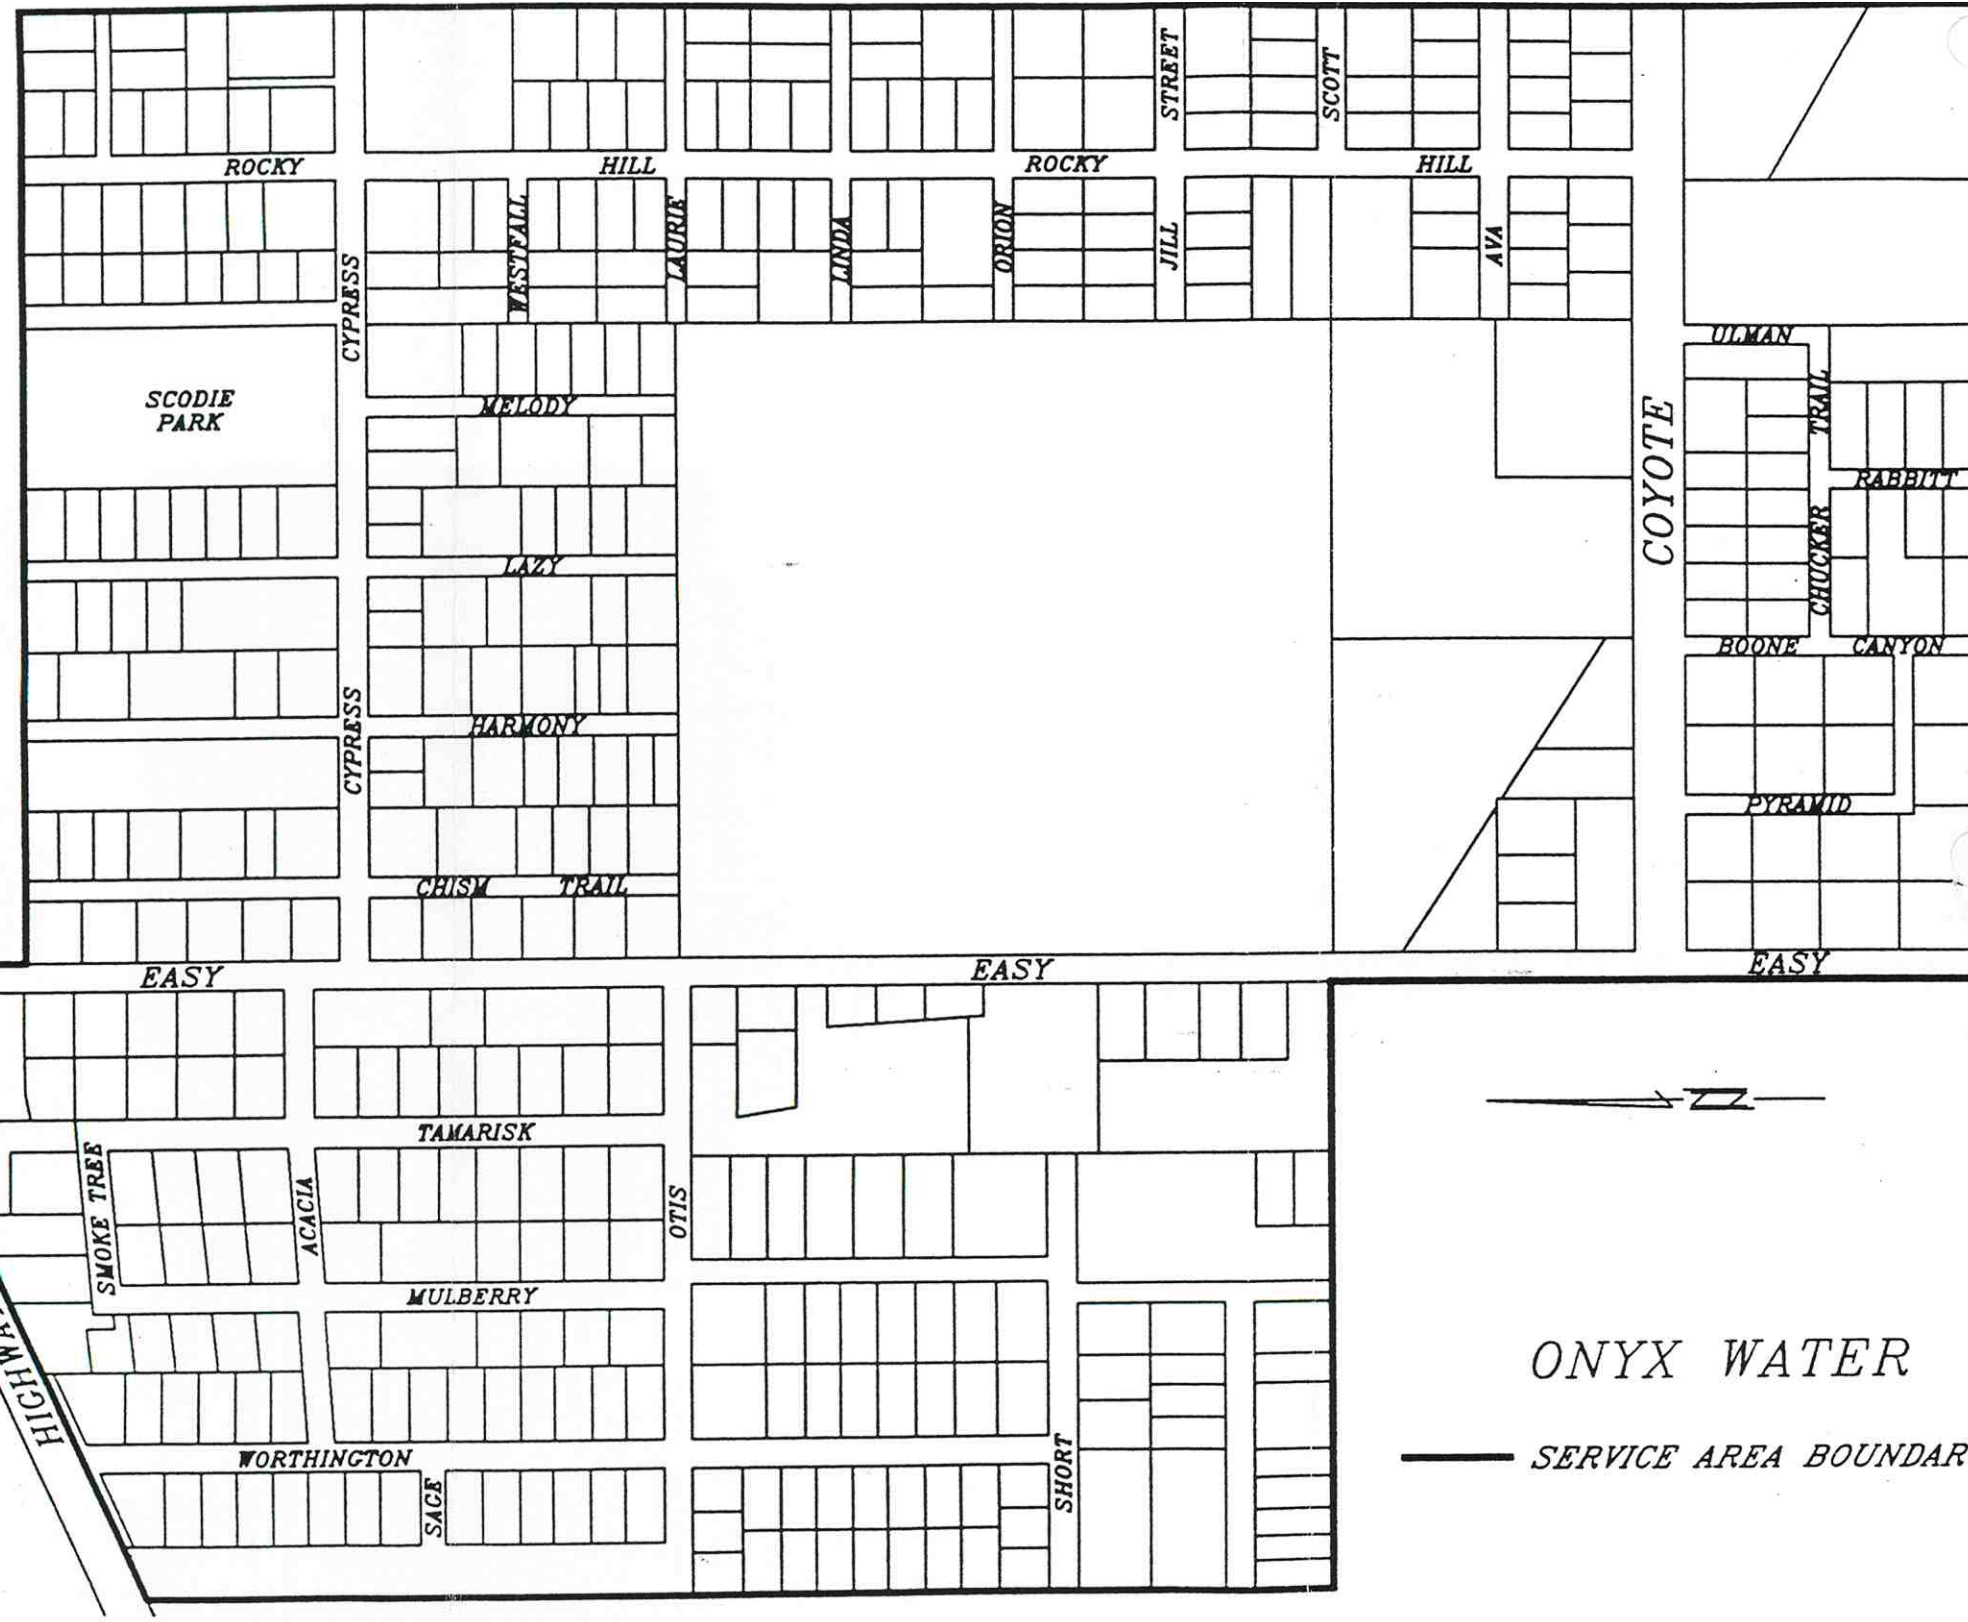 STREET
SCOTT
ROCKY
HILL
ROCKY
HILL
WESTFALL
LAURIE
LINDA
ORION
JILL
AVA
CYPRESS
ULMAN
SCODIE
PARK
MELODY
COYOTE
TRAIL
RABBITT
CHUCKER
LAZY
BOONE
CANYON
CYPRESS
HARMONY
PYRAMID
CHISM
TRAIL
EASY
EASY
EASY
TAMARISK
N
SMOKE TREE
ACACIA
OTIS
MULBERRY
HIGHWA
ONYX WATER
WORTHINGTON
SAGE
SHORT
SERVICE AREA BOUNDAR